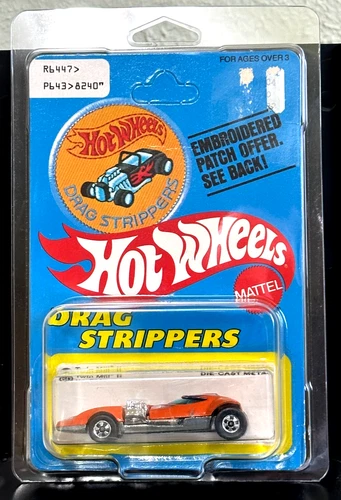 R6447>
P643>8240"
FOR AGES OVER 3
Hot Wheels
DRAG STRIPPERS
EMBROIDERED
PATCH OFFER.
SEE BACK!
Hot Wheels
MATTEL
DRAG
STRIPPERS
DIE CAST META